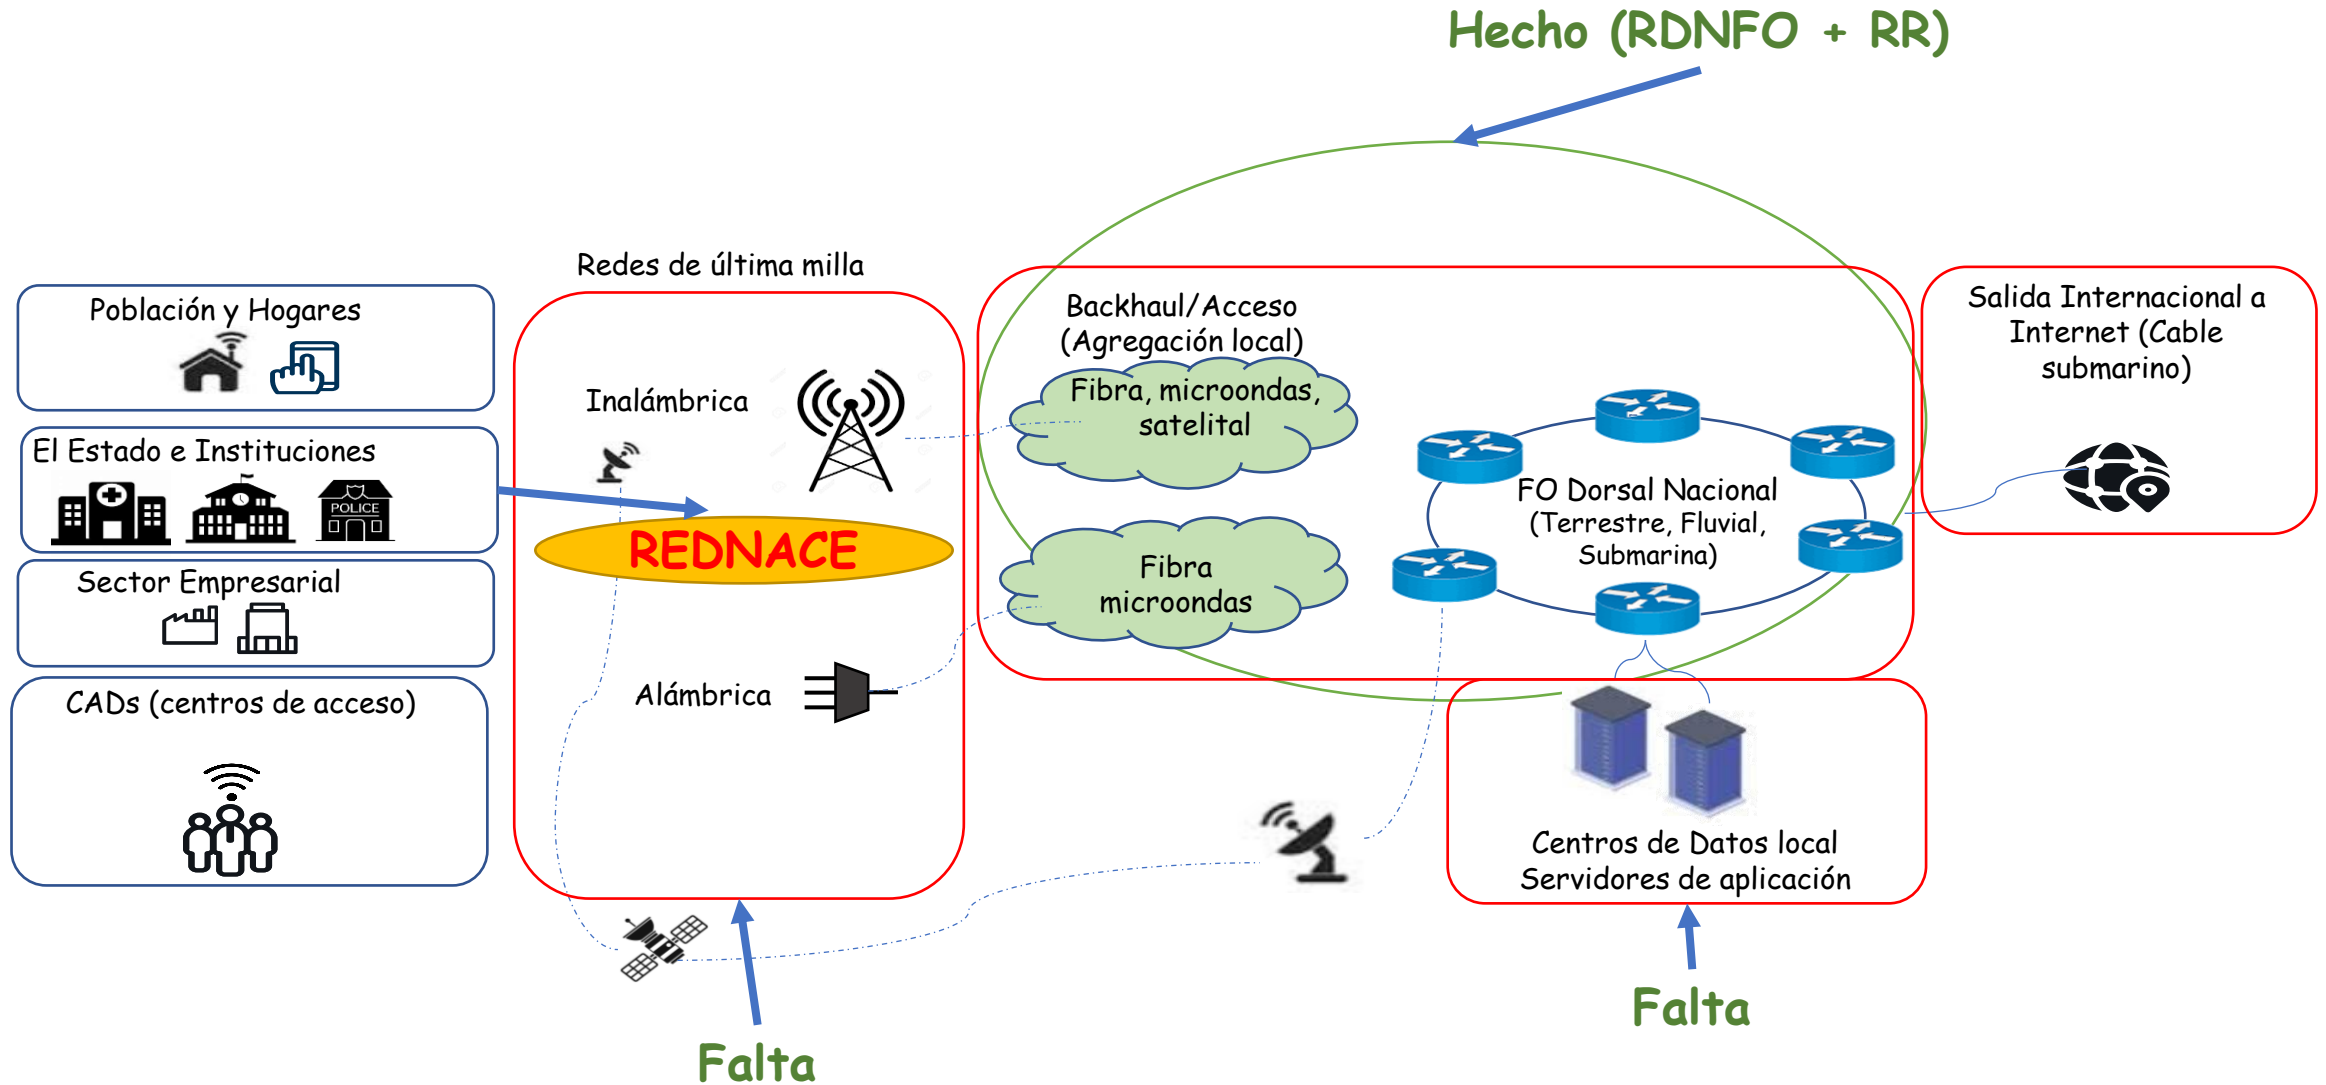 Hecho (RDNFO + RR)
Redes de última milla
Población y Hogares
El Estado e Instituciones
POLICE
Sector Empresarial
CADs (centros de acceso)
Inalámbrica
REDNACE
Alámbrica
Backhaul/Acceso
(Agregación local)
Fibra, microondas,
satelital
Fibra
microondas
FO Dorsal Nacional
(Terrestre, Fluvial,
Submarina)
Salida Internacional a
Internet (Cable
submarino)
Centros de Datos local
Servidores de aplicación
Falta
Falta